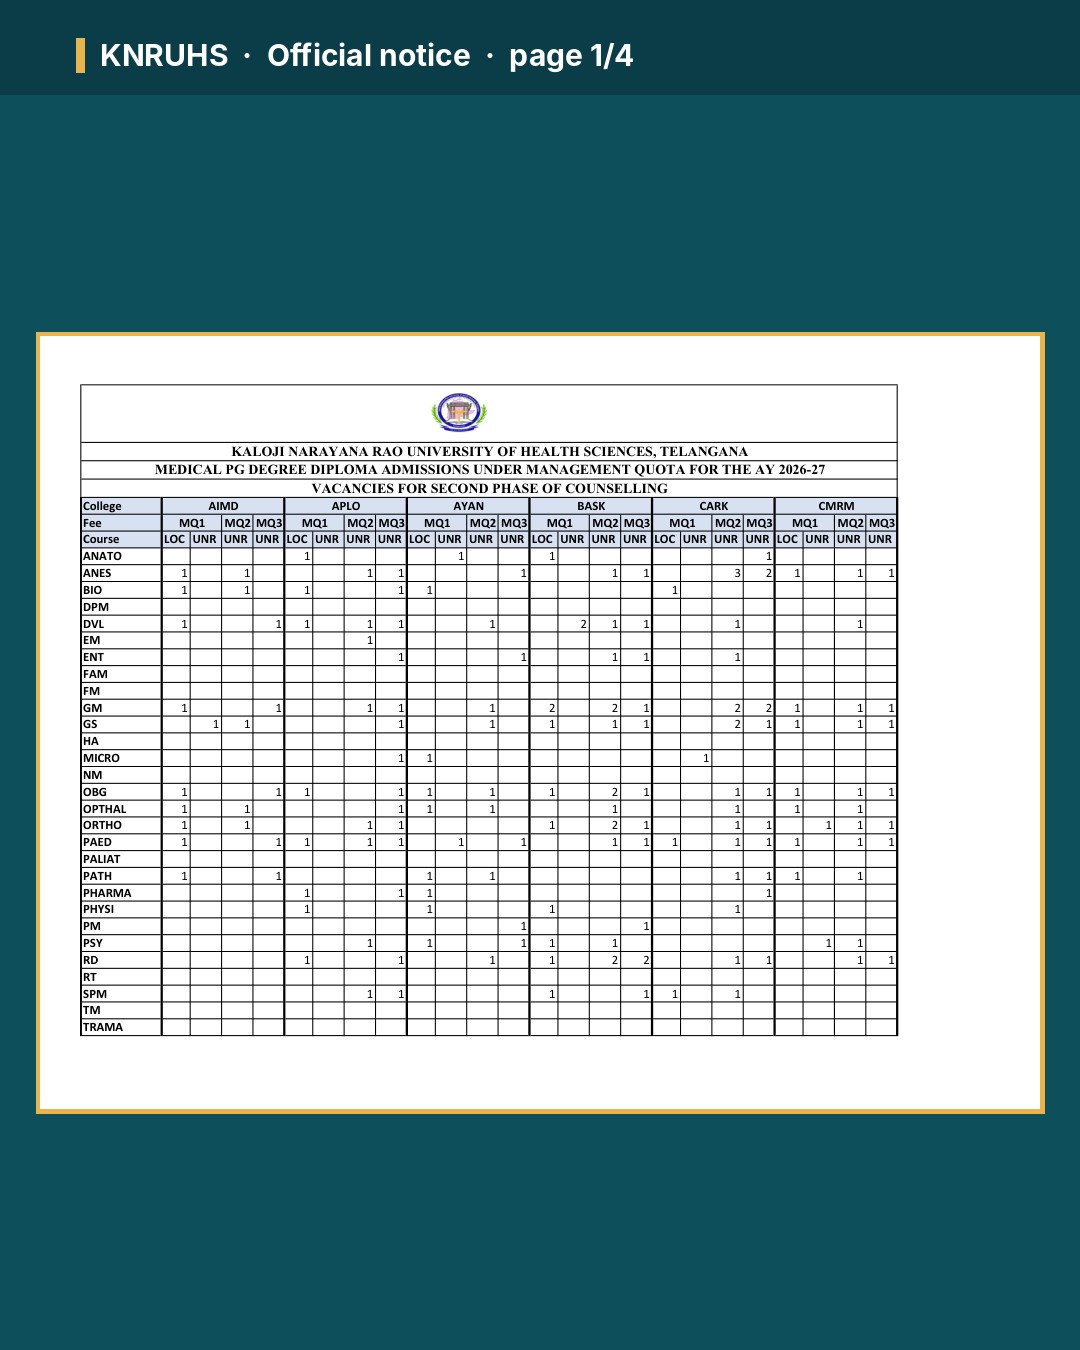 KNRUHS · Official notice · page 1/4
KALOJI NARAYANA RAO UNIVERSITY OF HEALTH SCIENCES, TELANGANA
MEDICAL PG DEGREE DIPLOMA ADMISSIONS UNDER MANAGEMENT QUOTA FOR THE AY 2026-27
VACANCIES FOR SECOND PHASE OF COUNSELLING
College AIMD APLO AYAN BASK CARK CMRM
Fee MQ1 MQ2 MQ3 MQ1 MQ2 MQ3 MQ1 MQ2 MQ3 MQ1 MQ2 MQ3 MQ1 MQ2 MQ3 MQ1 MQ2 MQ3
Course LOC UNR UNR UNR LOC UNR UNR UNR LOC UNR UNR UNR LOC UNR UNR UNR LOC UNR UNR UNR LOC UNR UNR UNR
ANATO 1 1 1 1
ANES 1 1 1 1 1 1 1 3 2 1 1 1
BIO 1 1 1 1 1 1
DPM
DVL 1 1 1 1 1 1 2 1 1 1 1
EM 1
ENT 1 1 1 1 1
FAM
FM
GM 1 1 1 1 1 2 2 1 2 2 1 1 1
GS 1 1 1 1 1 1 1 2 1 1 1 1
HA
MICRO 1 1 1
NM
OBG 1 1 1 1 1 1 1 2 1 1 1 1 1 1
OPTHAL 1 1 1 1 1 1 1 1 1
ORTHO 1 1 1 1 1 2 1 1 1 1 1 1
PAED 1 1 1 1 1 1 1 1 1 1 1 1 1 1 1
PALIAT
PATH 1 1 1 1 1 1 1 1
PHARMA 1 1 1 1
PHYSI 1 1 1 1
PM 1 1
PSY 1 1 1 1 1 1 1
RD 1 1 1 1 2 2 1 1 1 1
RT
SPM 1 1 1 1 1 1
TM
TRAMA